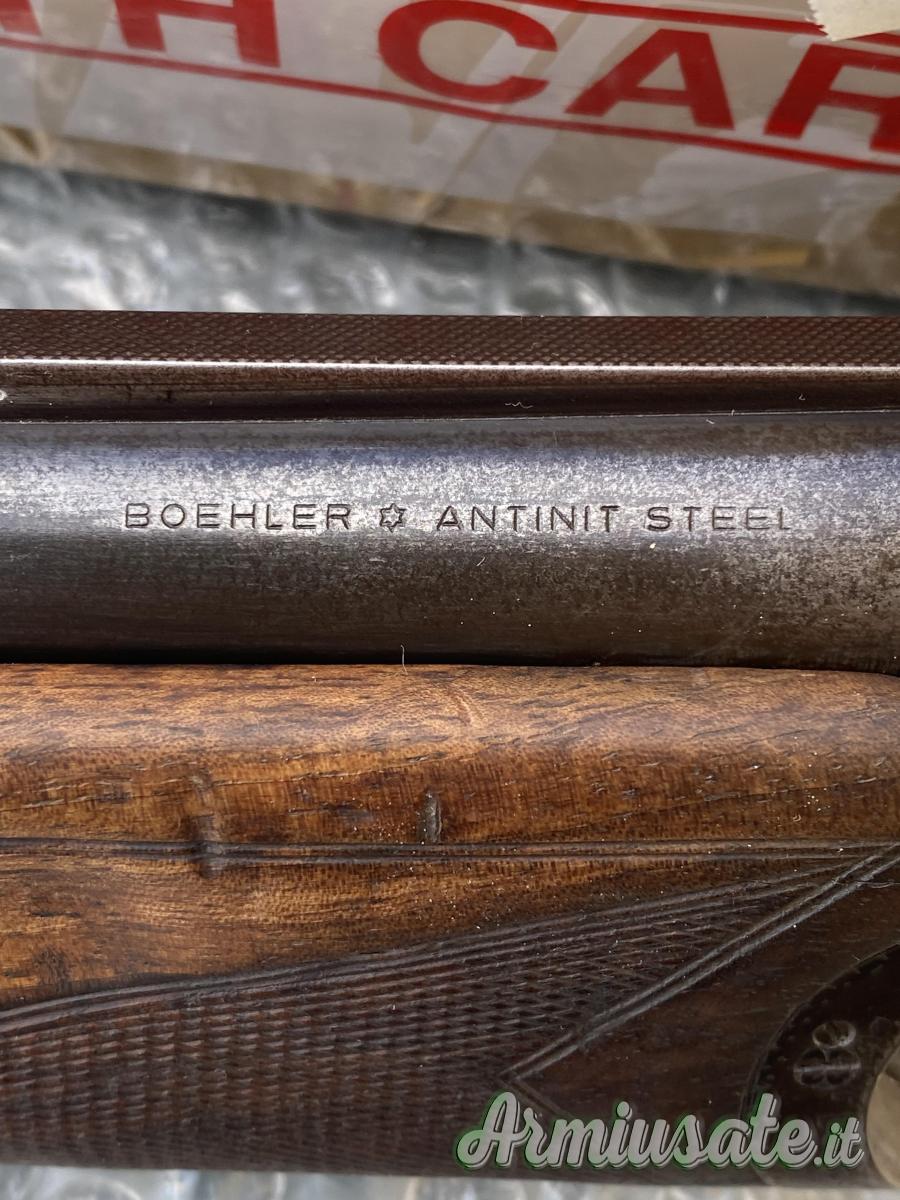 BOEHLER ✡ ANTINIT STEEL
Armiusate.it